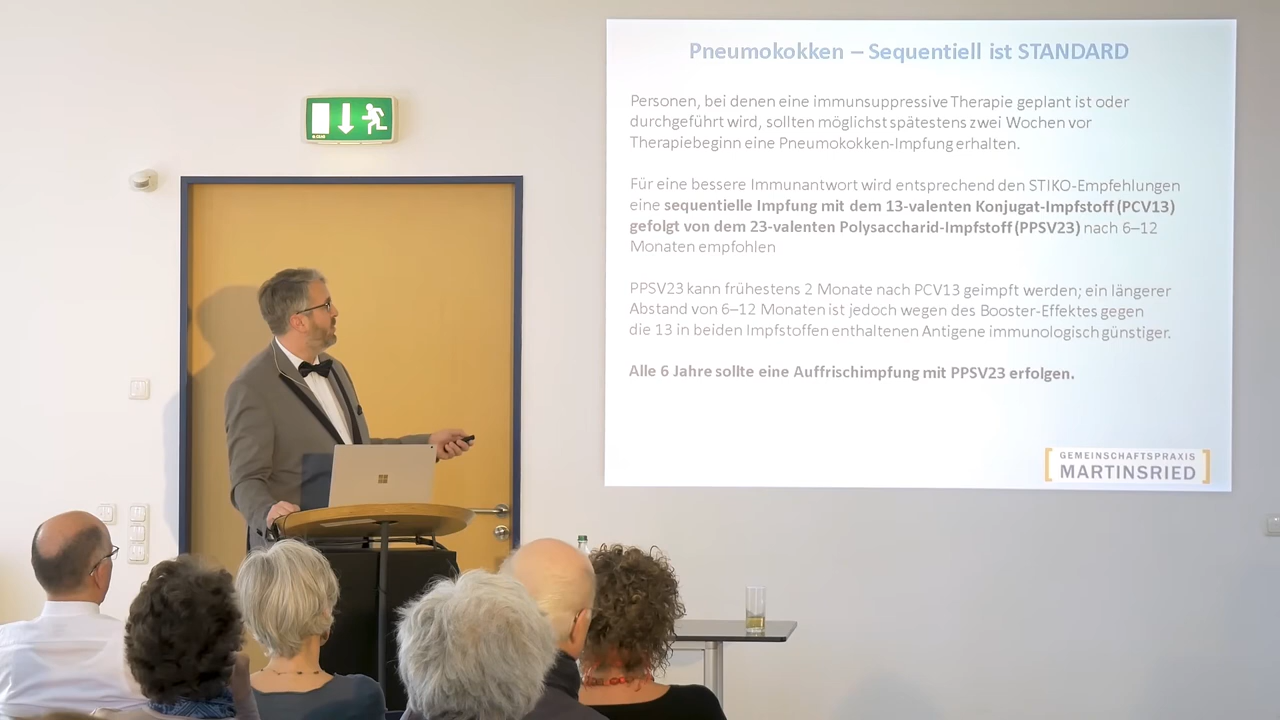 Pneumokokken – Sequentiell ist STANDARD
Personen, bei denen eine immunsuppressive Therapie geplant ist oder
durchgeführt wird, sollten möglichst spätestens zwei Wochen vor
Therapiebeginn eine Pneumokokken-Impfung erhalten.
Für eine bessere Immunantwort wird entsprechend den STIKO-Empfehlungen
eine sequentielle Impfung mit dem 13-valenten Konjugat-Impfstoff (PCV13)
gefolgt von dem 23-valenten Polysaccharid-Impfstoff (PPSV23) nach 6–12
Monaten empfohlen
PPSV23 kann frühestens 2 Monate nach PCV13 geimpft werden; ein längerer
Abstand von 6–12 Monaten ist jedoch wegen des Booster-Effektes gegen
die 13 in beiden Impfstoffen enthaltenen Antigene immunologisch günstiger.
Alle 6 Jahre sollte eine Auffrischimpfung mit PPSV23 erfolgen.
GEMEINSCHAFTSPRAXIS
MARTINSRIED